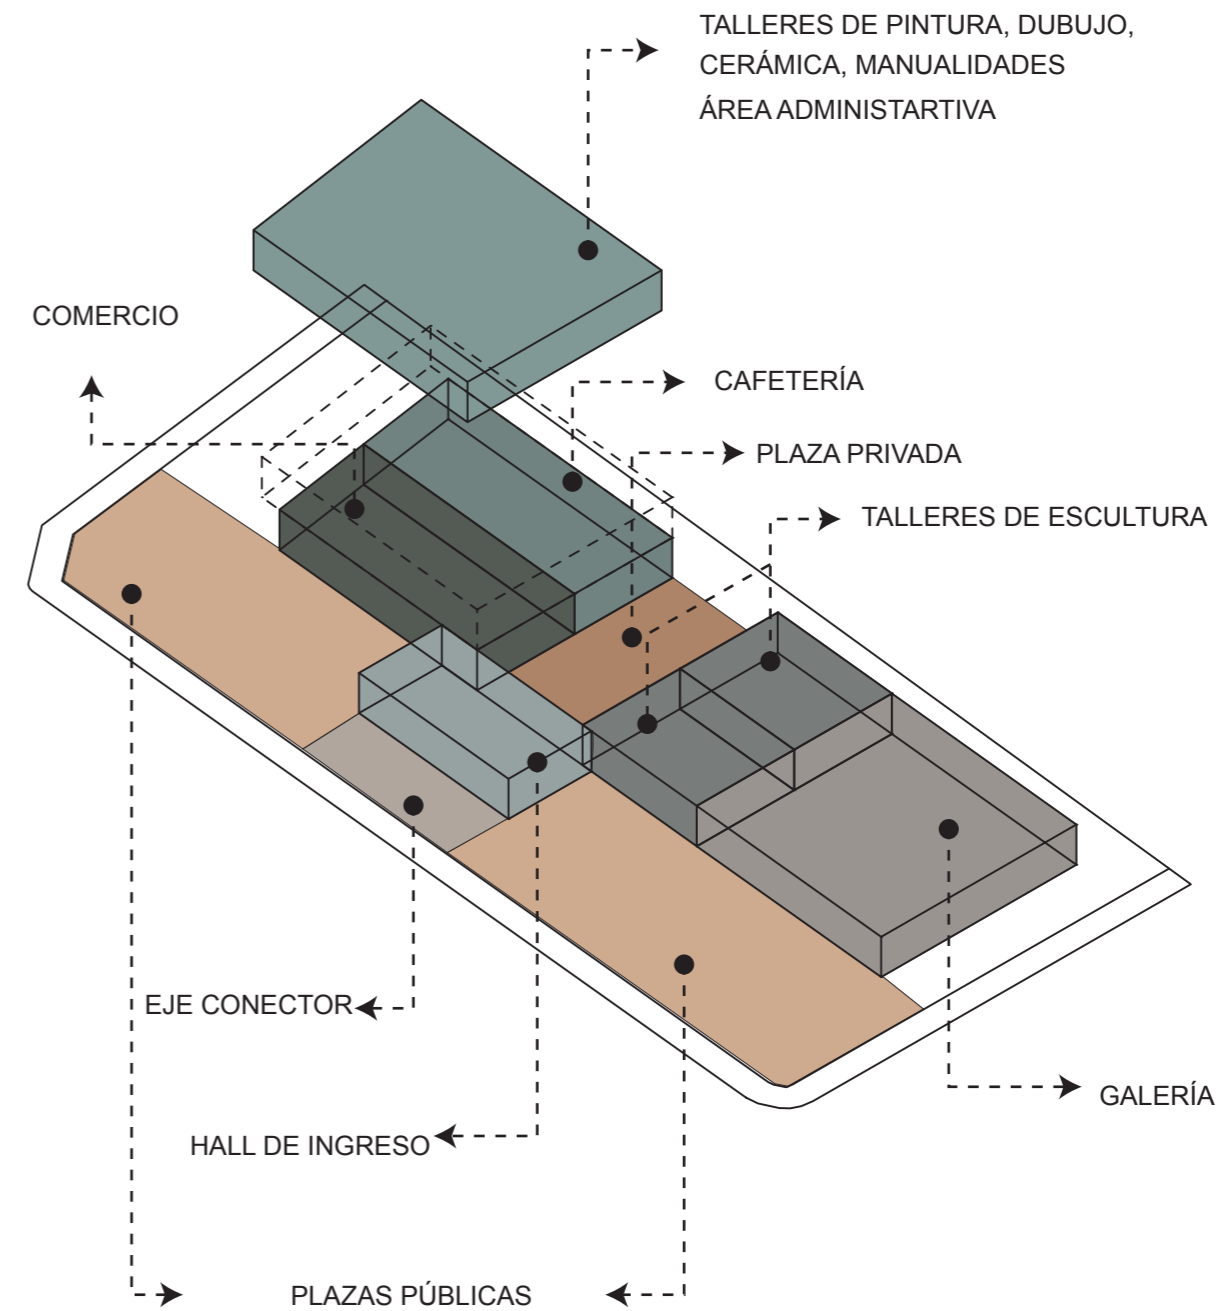 TALLERES DE PINTURA, DUBUJO,
CERÁMICA, MANUALIDADES
ÁREA ADMINISTARTIVA
COMERCIO
CAFETERÍA
PLAZA PRIVADA
TALLERES DE ESCULTURA
EJE CONECTOR
GALERÍA
HALL DE INGRESO
PLAZAS PÚBLICAS